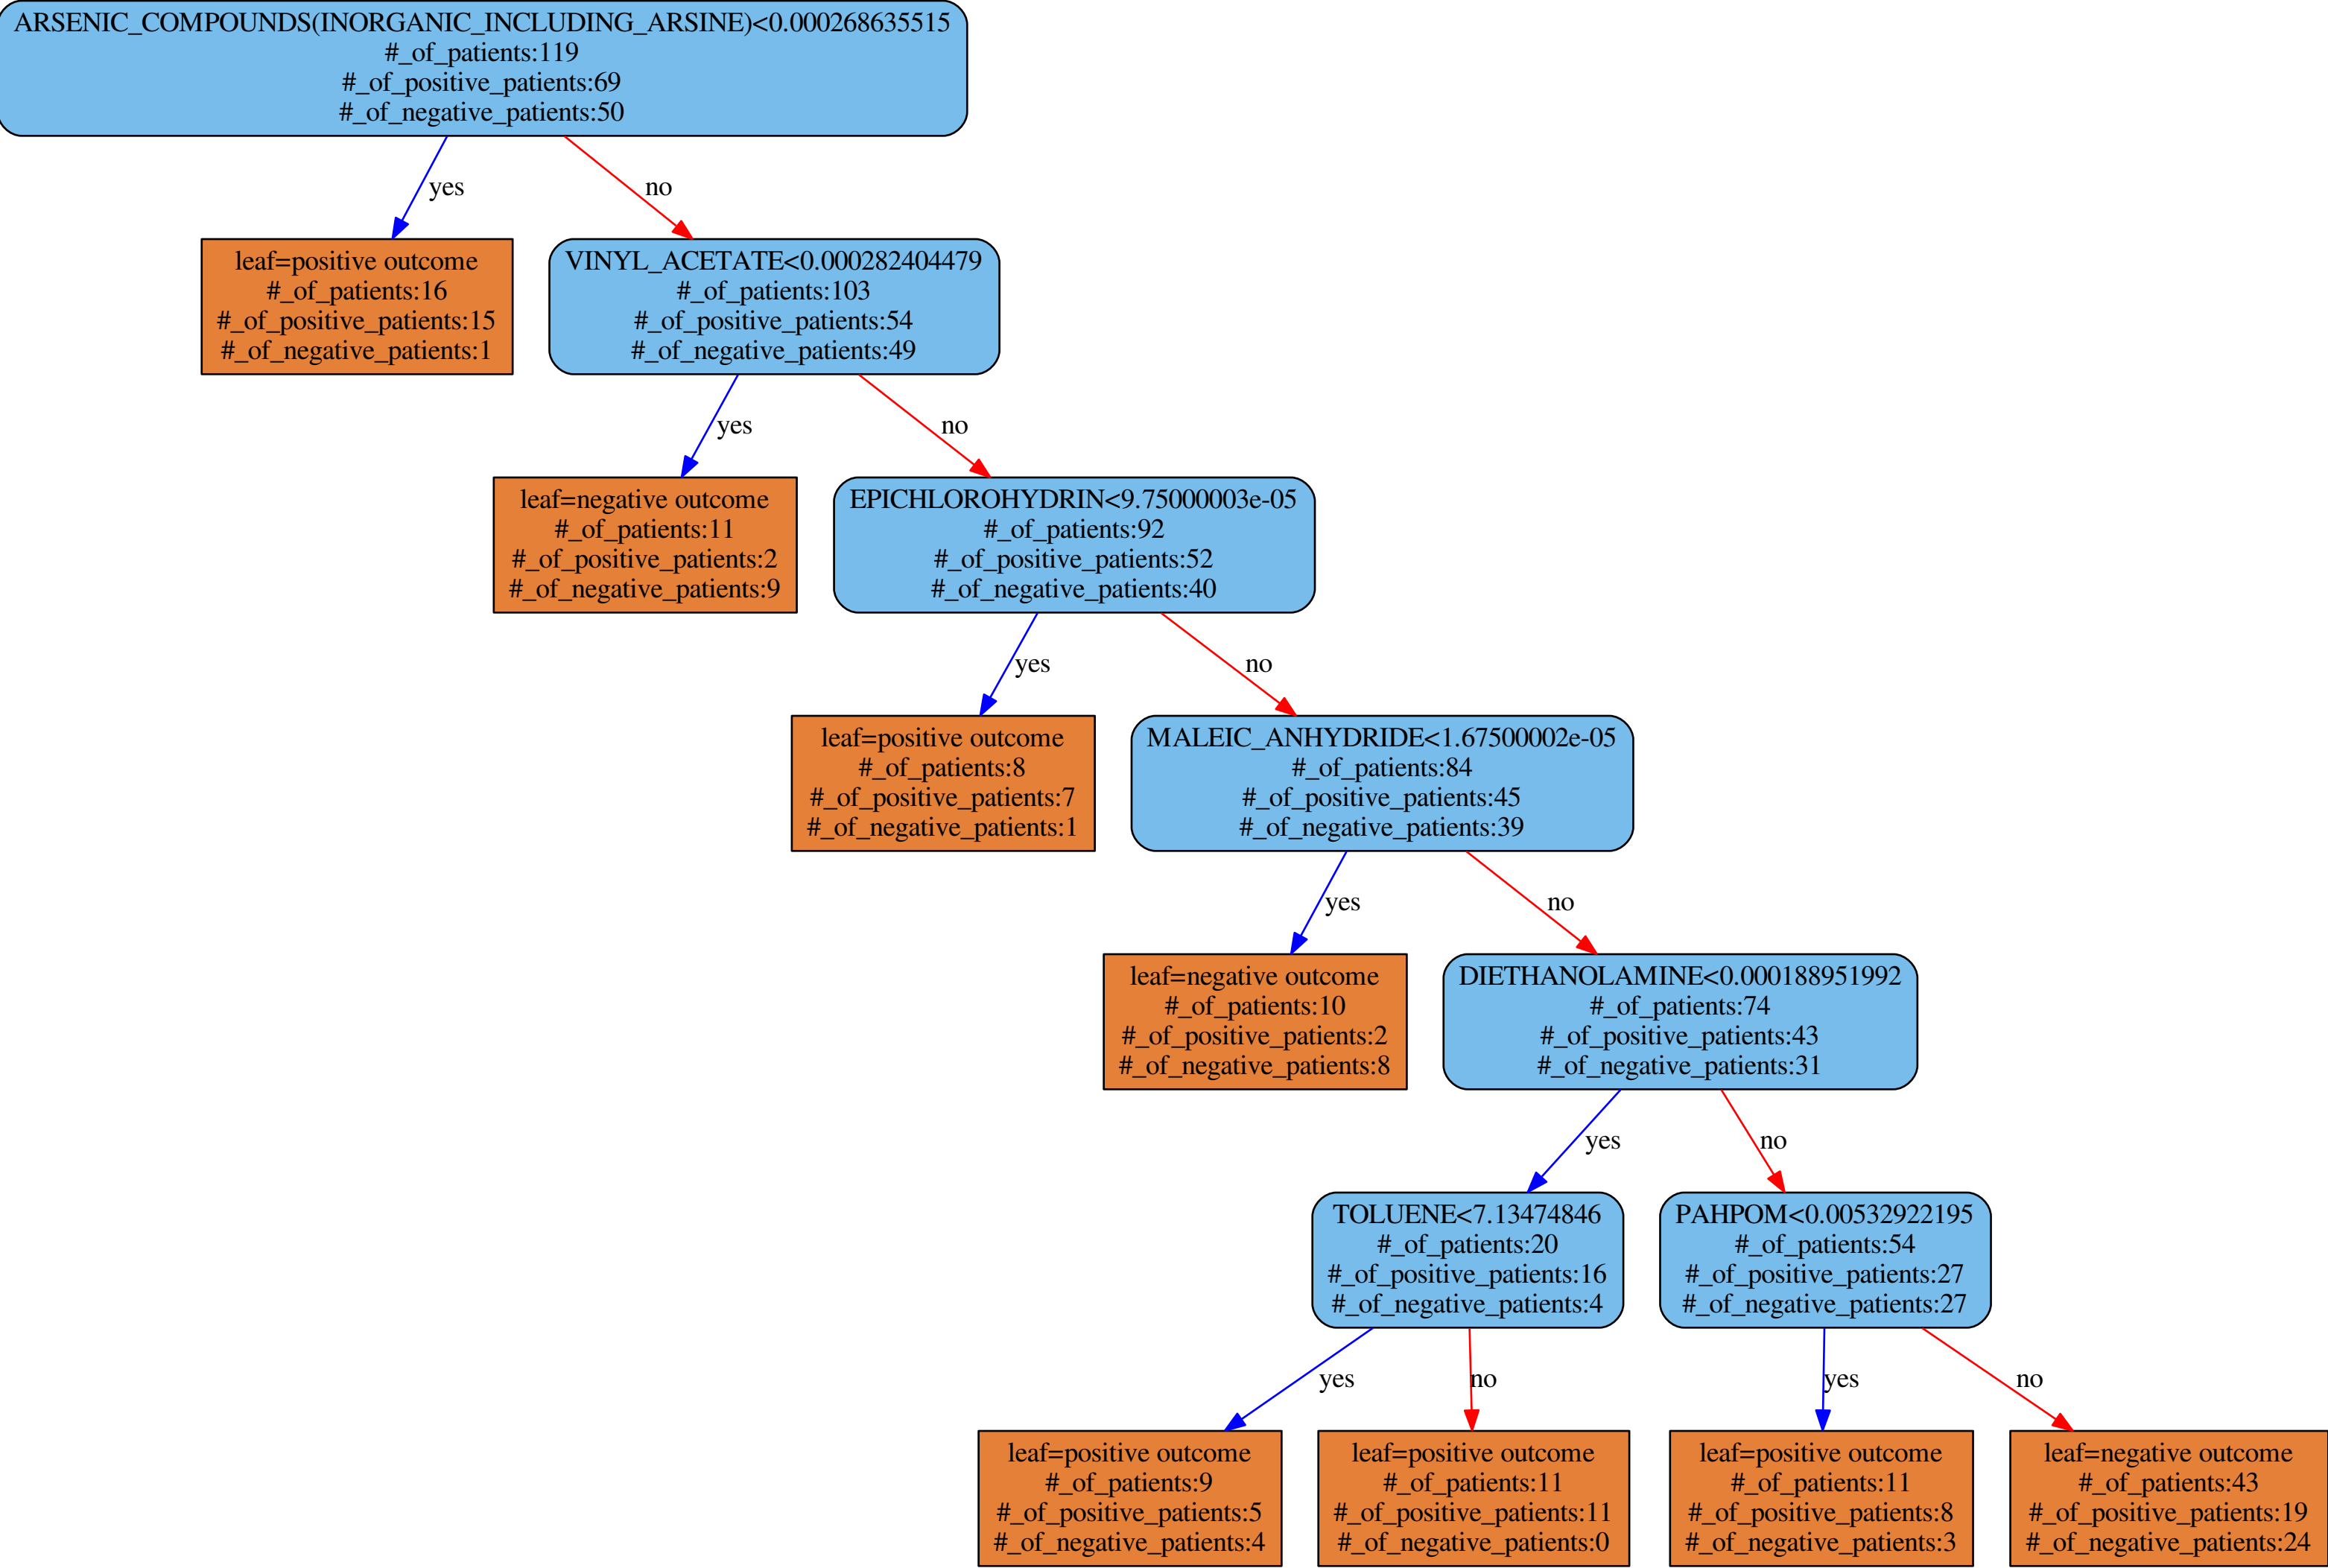 ARSENIC_COMPOUNDS(INORGANIC_INCLUDING_ARSINE)<0.000268635515
#_of_patients:119
#_of_positive_patients:69
#_of_negative_patients:50
yes
no
leaf=positive outcome
#_of_patients:16
#_of_positive_patients:15
#_of_negative_patients:1
VINYL_ACETATE<0.000282404479
#_of_patients:103
#_of_positive_patients:54
#_of_negative_patients:49
yes
no
leaf=negative outcome
#_of_patients:11
#_of_positive_patients:2
#_of_negative_patients:9
EPICHLOROHYDRIN<9.75000003e-05
#_of_patients:92
#_of_positive_patients:52
#_of_negative_patients:40
yes
no
leaf=positive outcome
#_of_patients:8
#_of_positive_patients:7
#_of_negative_patients:1
MALEIC_ANHYDRIDE<1.67500002e-05
#_of_patients:84
#_of_positive_patients:45
#_of_negative_patients:39
yes
no
leaf=negative outcome
#_of_patients:10
#_of_positive_patients:2
#_of_negative_patients:8
DIETHANOLAMINE<0.000188951992
#_of_patients:74
#_of_positive_patients:43
#_of_negative_patients:31
yes
no
TOLUENE<7.13474846
#_of_patients:20
#_of_positive_patients:16
#_of_negative_patients:4
PAHPOM<0.00532922195
#_of_patients:54
#_of_positive_patients:27
#_of_negative_patients:27
yes
no
yes
no
leaf=positive outcome
#_of_patients:9
#_of_positive_patients:5
#_of_negative_patients:4
leaf=positive outcome
#_of_patients:11
#_of_positive_patients:11
#_of_negative_patients:0
leaf=positive outcome
#_of_patients:11
#_of_positive_patients:8
#_of_negative_patients:3
leaf=negative outcome
#_of_patients:43
#_of_positive_patients:19
#_of_negative_patients:24